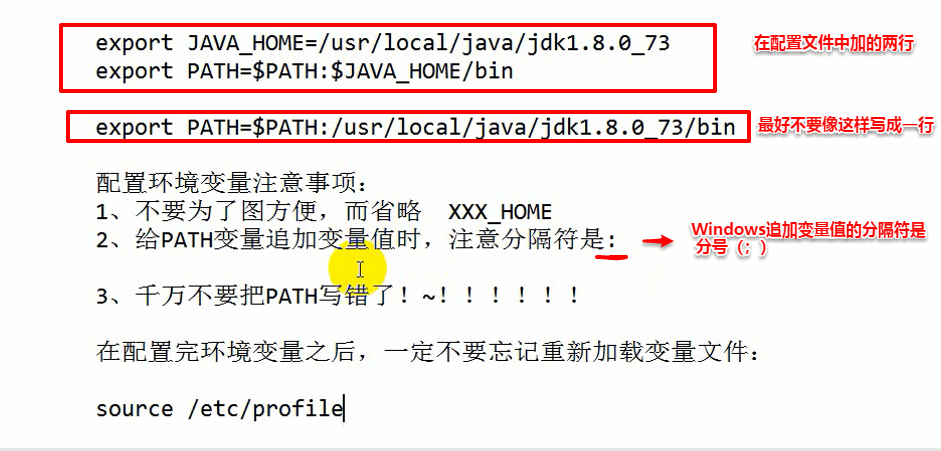 export JAVA_HOME=/usr/local/java/jdk1.8.0_73
在配置文件中加的两行
export PATH=$PATH:$JAVA_HOME/bin
export PATH=$PATH:/usr/local/java/jdk1.8.0_73/bin
最好不要像这样写成一行
配置环境变量注意事项:
1、不要为了图方便，而省略 XXX_HOME
2、给PATH变量追加变量值时，注意分隔符是:
Windows追加变量值的分隔符是
分号（；）
3、千万不要把PATH写错了！~！！！！！！
在配置完环境变量之后，一定不要忘记重新加载变量文件:
source /etc/profile